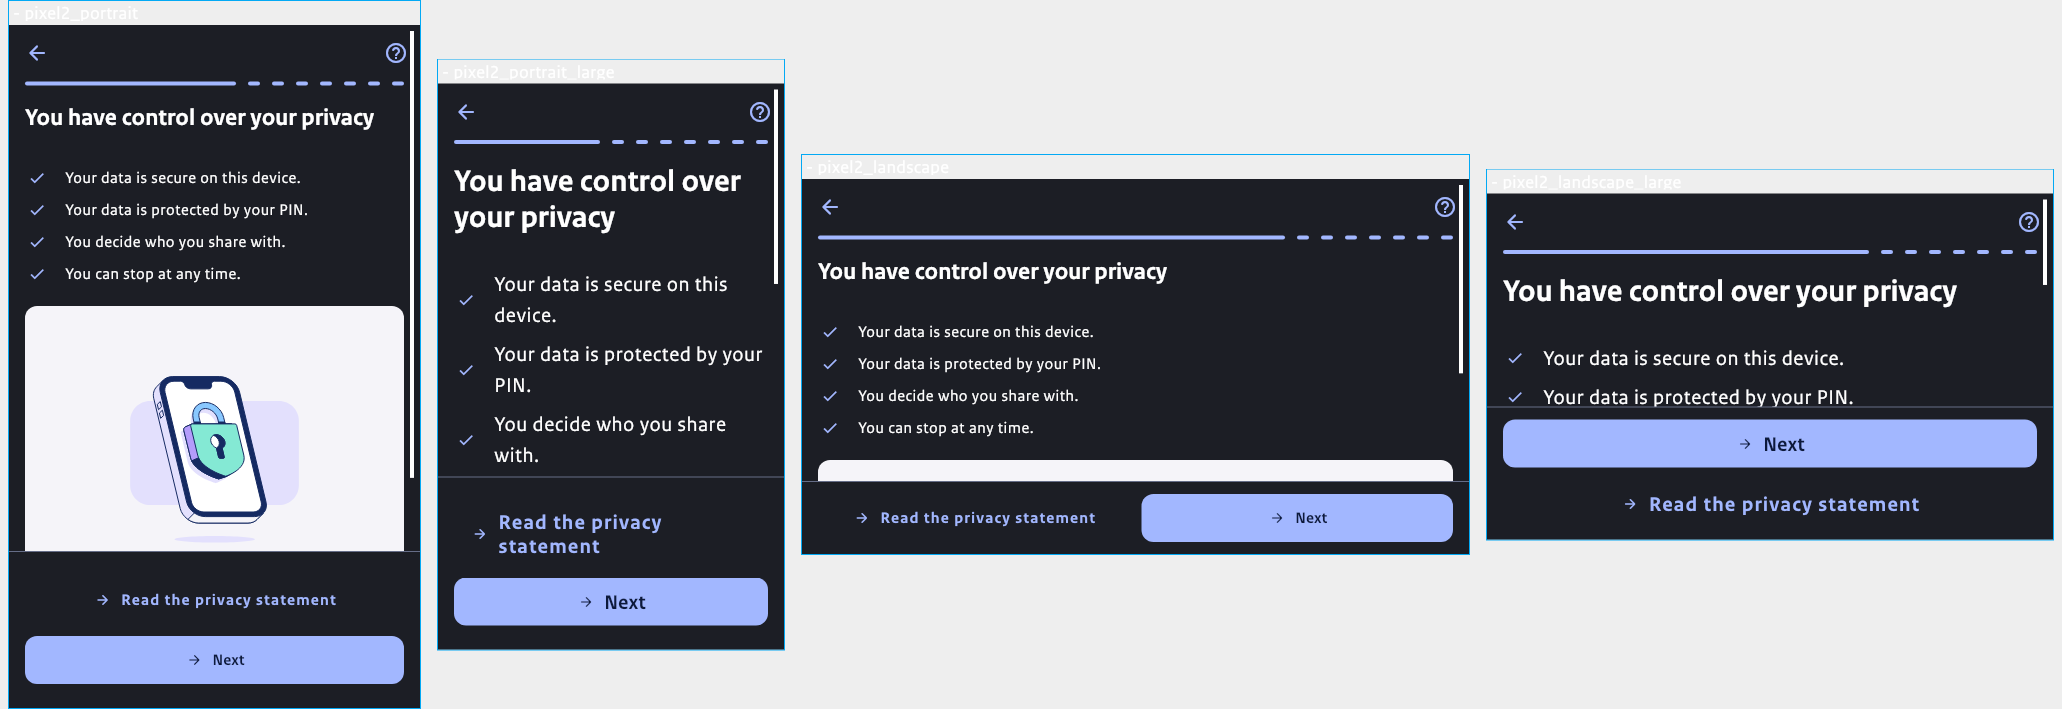 - pixel2_portrait
You have control over your privacy
Your data is secure on this device.
Your data is protected by your PIN.
You decide who you share with.
You can stop at any time.
Read the privacy statement
Next
- pixel2_portrait_large
You have control over
your privacy
Your data is secure on this
device.
Your data is protected by your
PIN.
You decide who you share
with.
Read the privacy
statement
Next
- pixel2_landscape
You have control over your privacy
Your data is secure on this device.
Your data is protected by your PIN.
You decide who you share with.
You can stop at any time.
Read the privacy statement
Next
- pixel2_landscape_large
You have control over your privacy
Your data is secure on this device.
Your data is protected by your PIN.
Next
Read the privacy statement